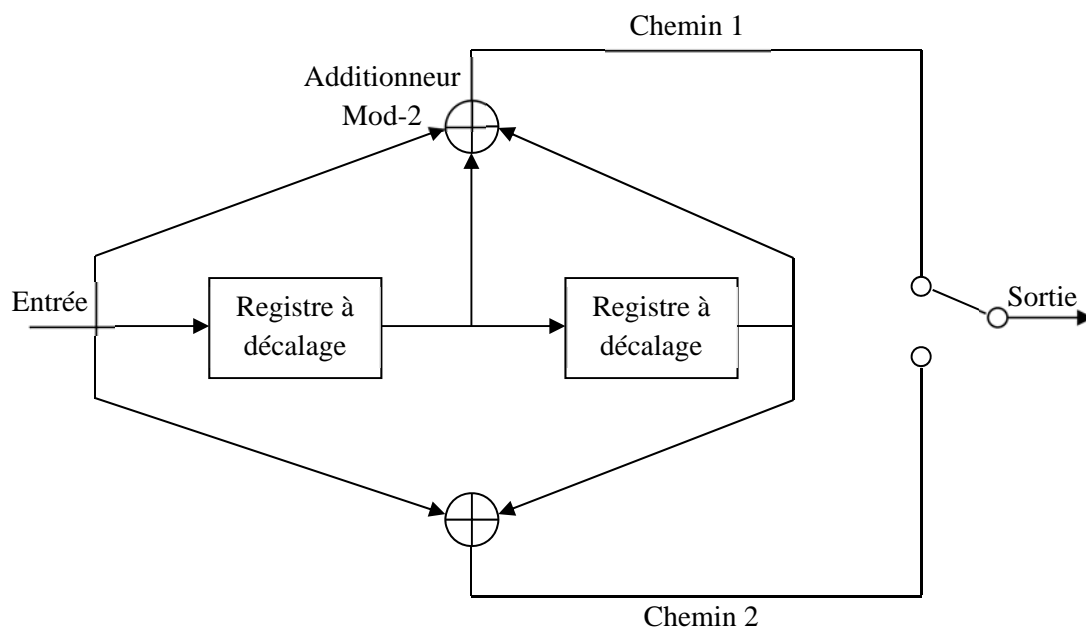 Chemin 1
Additionneur
Mod-2
Entrée
Registre à
décalage
Registre à
décalage
Sortie
Chemin 2